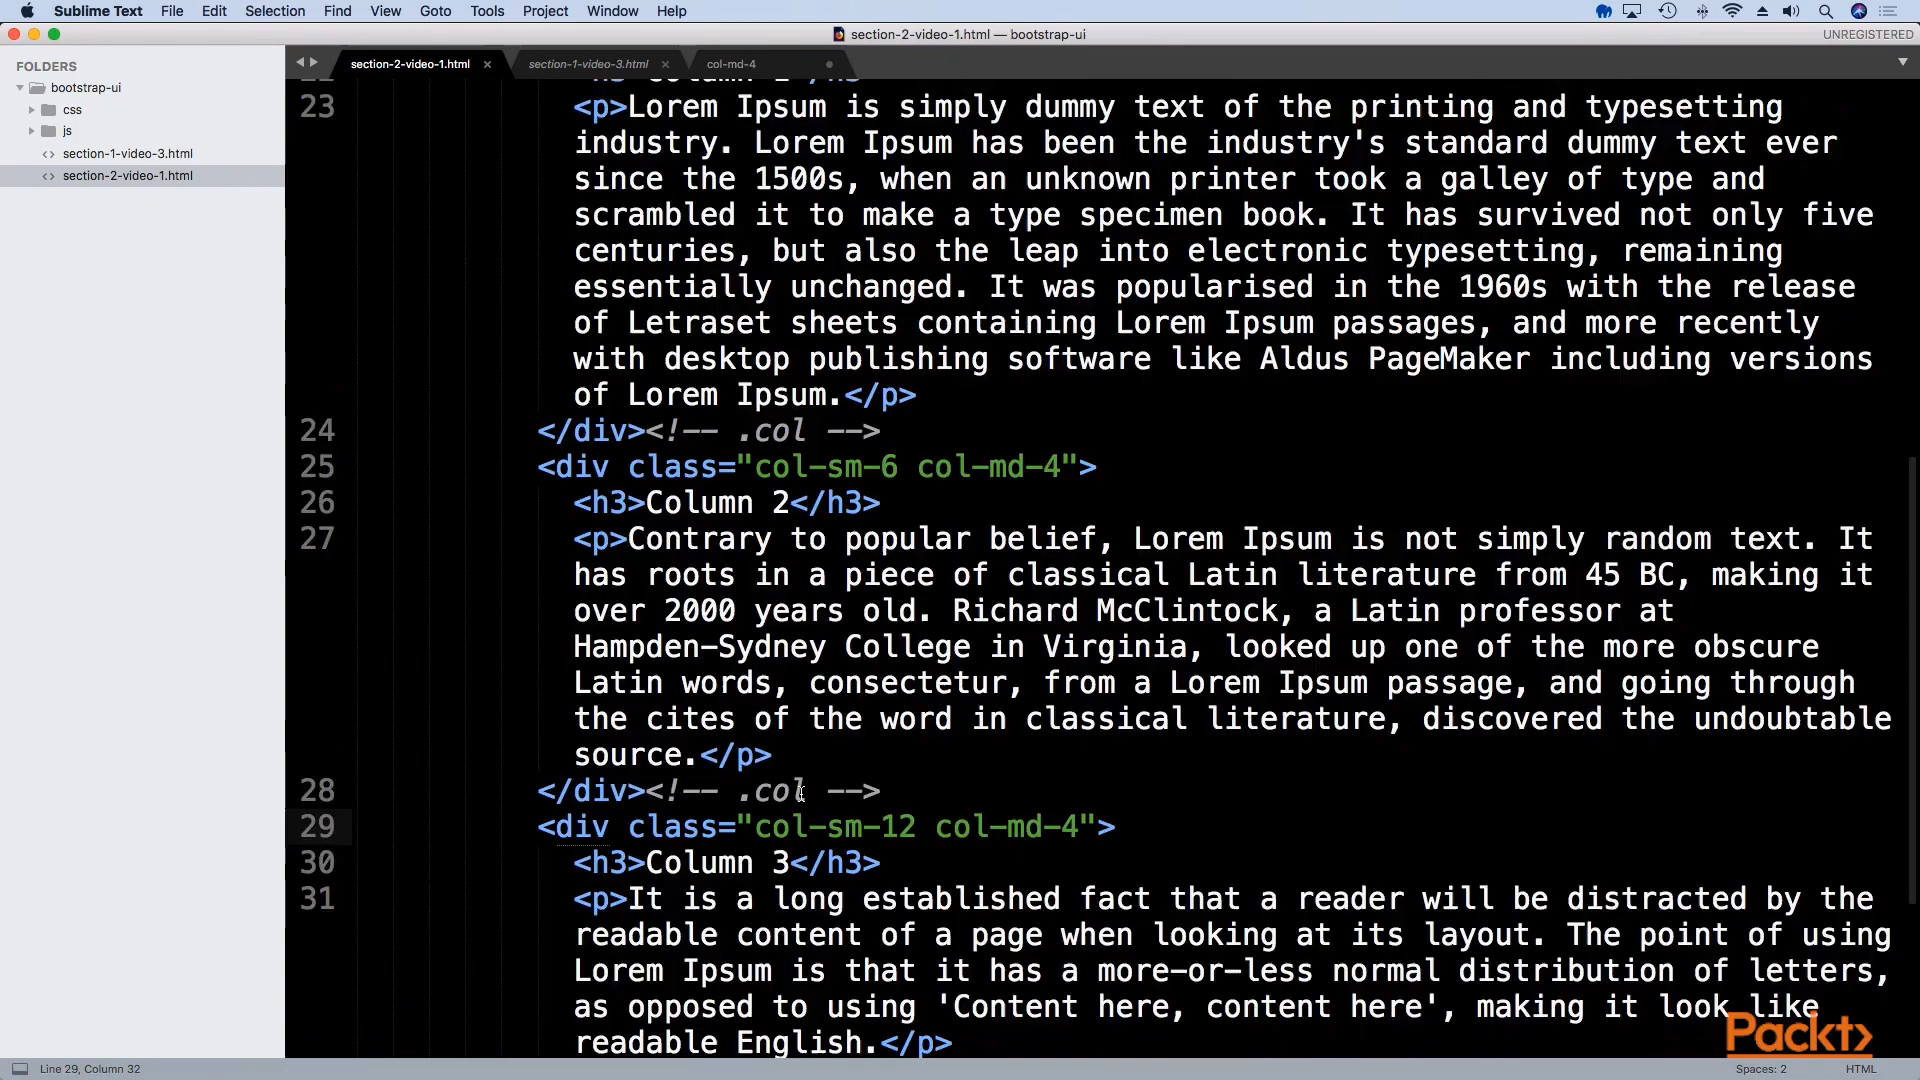 Sublime Text File Edit Selection Find View Goto Tools Project Window Help
section-2-video-1.html — bootstrap-ui
UNREGISTERED
FOLDERS
bootstrap-ui
css
js
section-1-video-3.html
section-2-video-1.html
section-2-video-1.html × section-1-video-3.html × col-md-4
23 <p>Lorem Ipsum is simply dummy text of the printing and typesetting
industry. Lorem Ipsum has been the industry's standard dummy text ever
since the 1500s, when an unknown printer took a galley of type and
scrambled it to make a type specimen book. It has survived not only five
centuries, but also the leap into electronic typesetting, remaining
essentially unchanged. It was popularised in the 1960s with the release
of Letraset sheets containing Lorem Ipsum passages, and more recently
with desktop publishing software like Aldus PageMaker including versions
of Lorem Ipsum.</p>
24 </div><!-- .col -->
25 <div class="col-sm-6 col-md-4">
26 <h3>Column 2</h3>
27 <p>Contrary to popular belief, Lorem Ipsum is not simply random text. It
has roots in a piece of classical Latin literature from 45 BC, making it
over 2000 years old. Richard McClintock, a Latin professor at
Hampden-Sydney College in Virginia, looked up one of the more obscure
Latin words, consectetur, from a Lorem Ipsum passage, and going through
the cites of the word in classical literature, discovered the undoubtable
source.</p>
28 </div><!-- .col -->
29 <div class="col-sm-12 col-md-4">
30 <h3>Column 3</h3>
31 <p>It is a long established fact that a reader will be distracted by the
readable content of a page when looking at its layout. The point of using
Lorem Ipsum is that it has a more-or-less normal distribution of letters,
as opposed to using 'Content here, content here', making it look like
readable English.</p>
Packt>
Line 29, Column 32
Spaces: 2
HTML